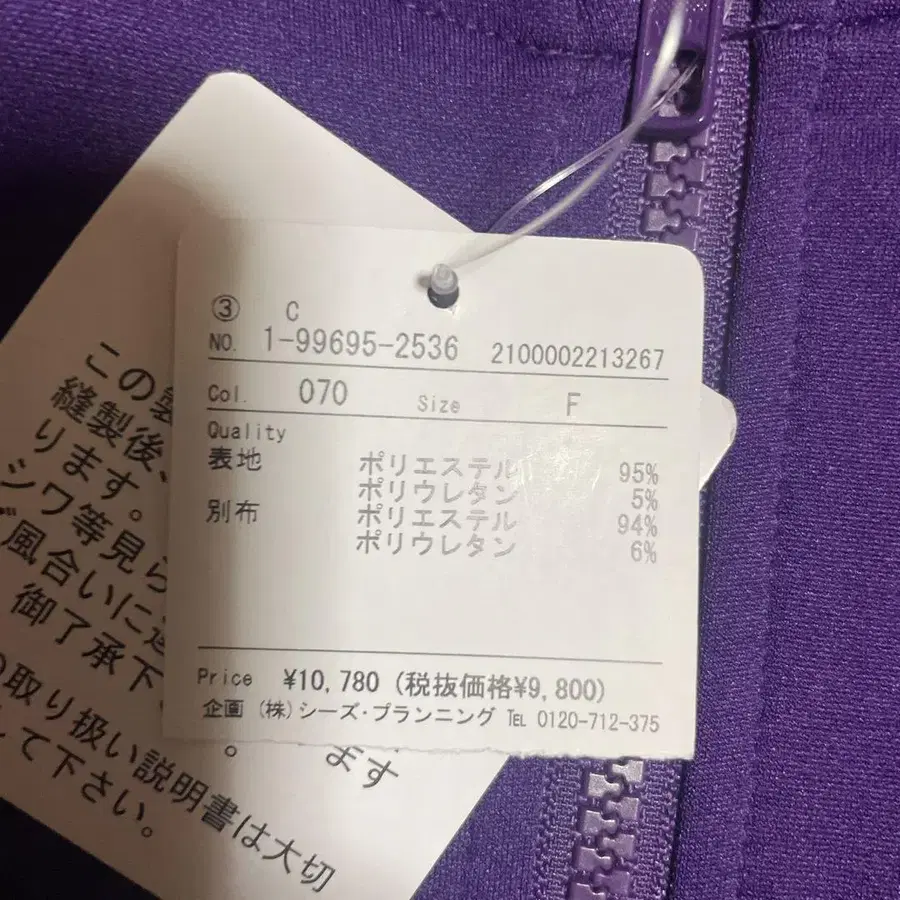 ③ C
NO. 1-99695-2536 2100002213267
Col. 070 Size F
Quality
表地 ポリエステル 95%
ポリウレタン 5%
別布 ポリエステル 94%
ポリウレタン 6%
Price ¥10,780 (税抜価格¥9,800)
企画 (株)シーズ・プランニング TEL 0120-712-375
この製
縫製後、
ります。
シワ等見ら
風合いに
御了承下
ます。
取り扱い説明書は大切
して下さい。